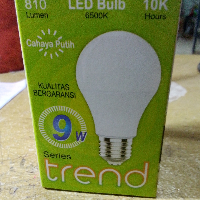 810 LED Bulb 10K
Lumen 6500K Hours
Cahaya Putih
KUALITAS
BERGARANSI
9W
Series
trend